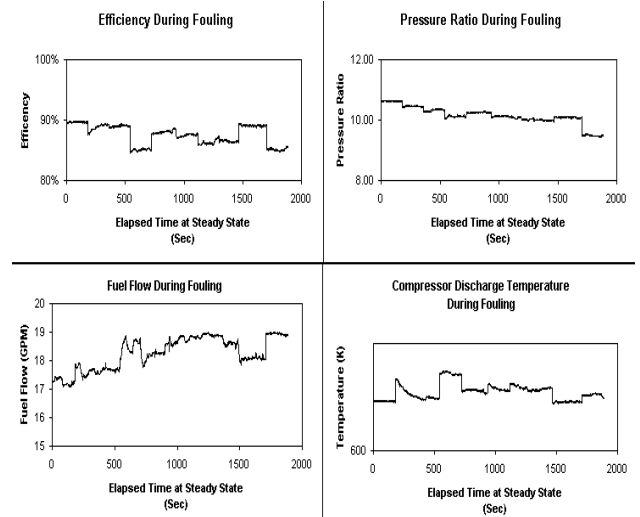 Efficiency During Fouling
100%
90%
80%
Efficency
0 500 1000 1500 2000
Elapsed Time at Steady State
(Sec)
Pressure Ratio During Fouling
12.00
10.00
8.00
Pressure Ratio
0 500 1000 1500 2000
Elapsed Time at Steady State
(Sec)
Fuel Flow During Fouling
20
19
18
17
16
15
Fuel Flow (GPM)
0 500 1000 1500 2000
Elapsed Time at Steady State
(Sec)
Compressor Discharge Temperature
During Fouling
600
Temperature (K)
0 500 1000 1500 2000
Elapsed Time at Steady State
(Sec)